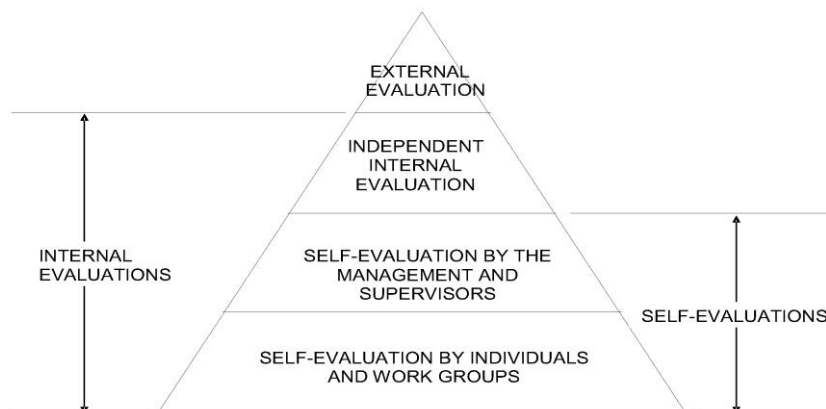 EXTERNAL
EVALUATION
INDEPENDENT
INTERNAL
EVALUATION
INTERNAL
EVALUATIONS
SELF-EVALUATION BY THE
MANAGEMENT AND
SUPERVISORS
SELF-EVALUATIONS
SELF-EVALUATION BY INDIVIDUALS
AND WORK GROUPS